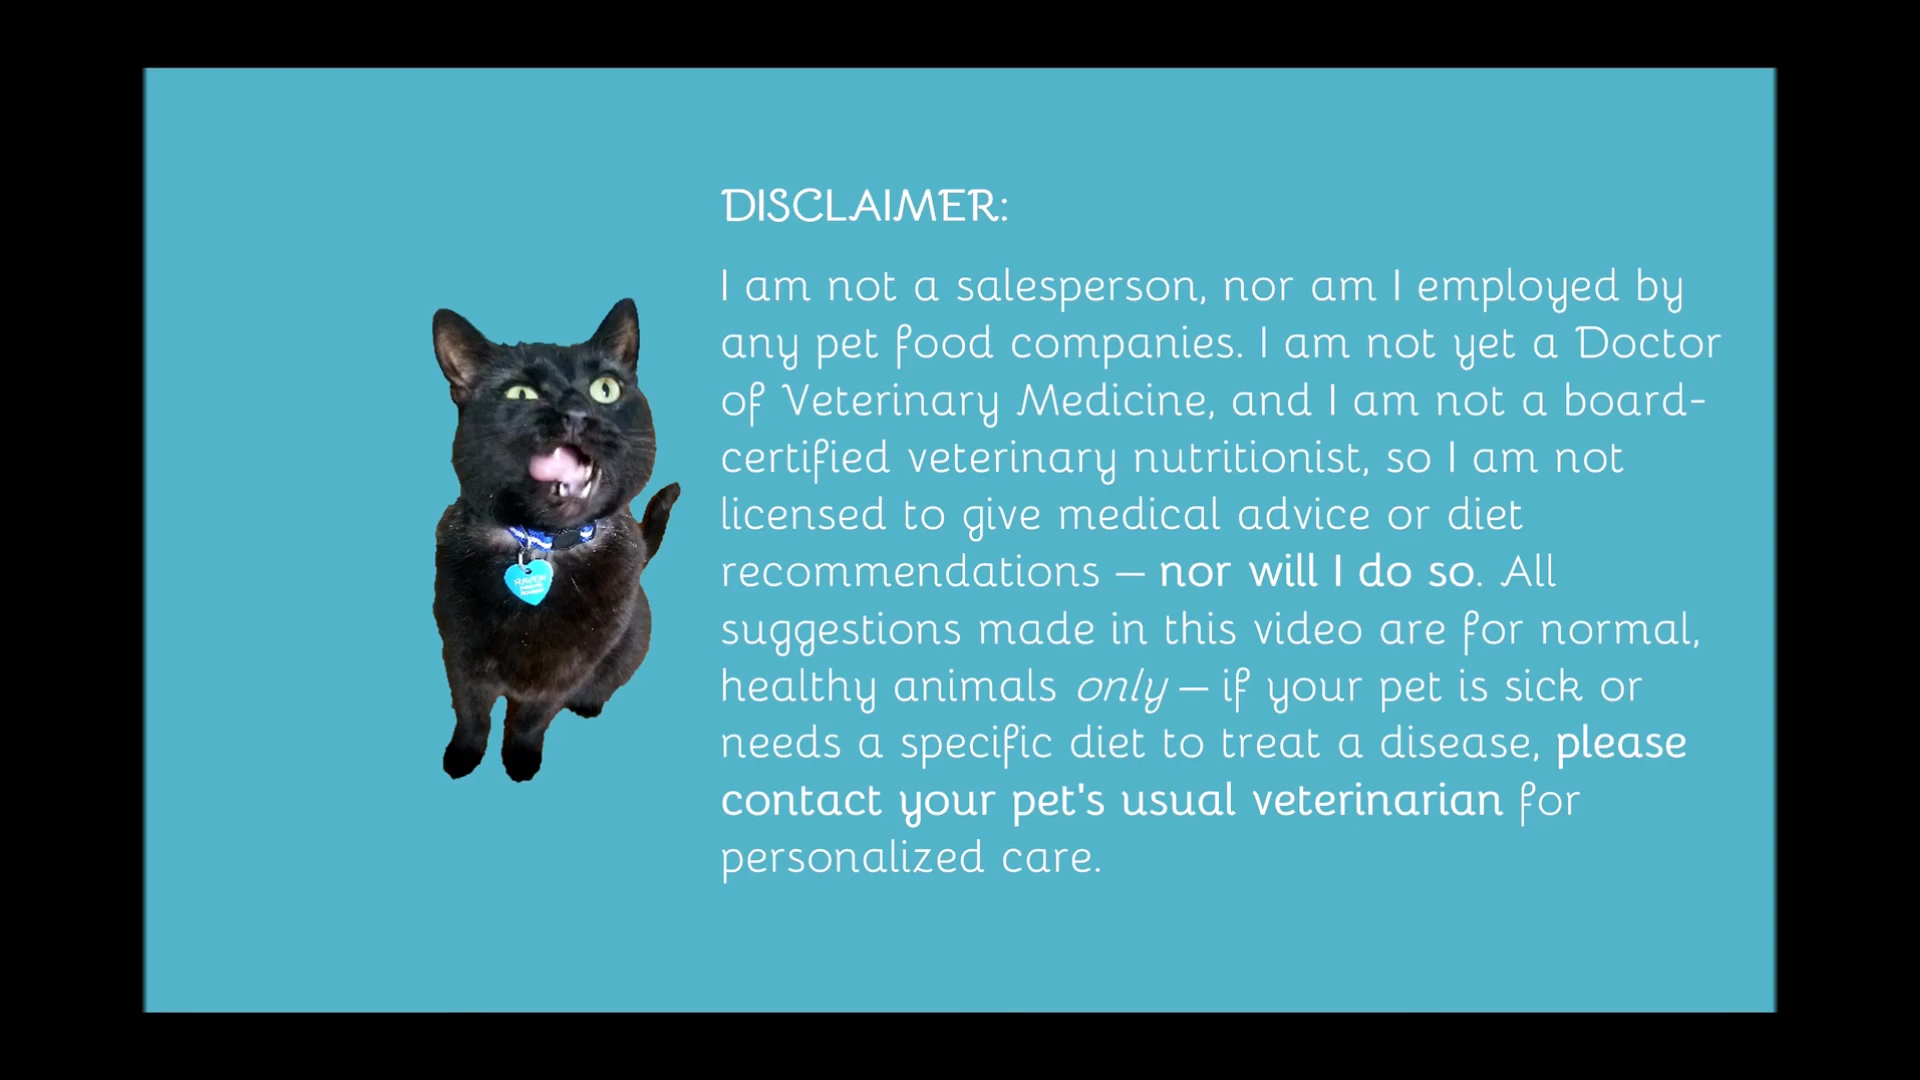 DISCLAIMER:
I am not a salesperson, nor am I employed by
any pet food companies. I am not yet a Doctor
of Veterinary Medicine, and I am not a board-
certified veterinary nutritionist, so I am not
licensed to give medical advice or diet
recommendations – nor will I do so. All
suggestions made in this video are for normal,
healthy animals only – if your pet is sick or
needs a specific diet to treat a disease, please
contact your pet's usual veterinarian for
personalized care.
RAVEN